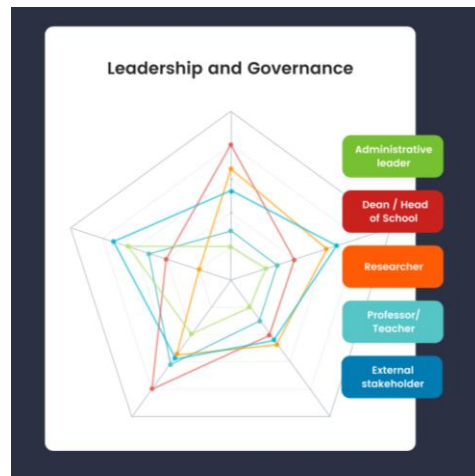 Leadership and Governance
Administrative
leader
Dean / Head
of School
Researcher
Professor/
Teacher
External
stakeholder